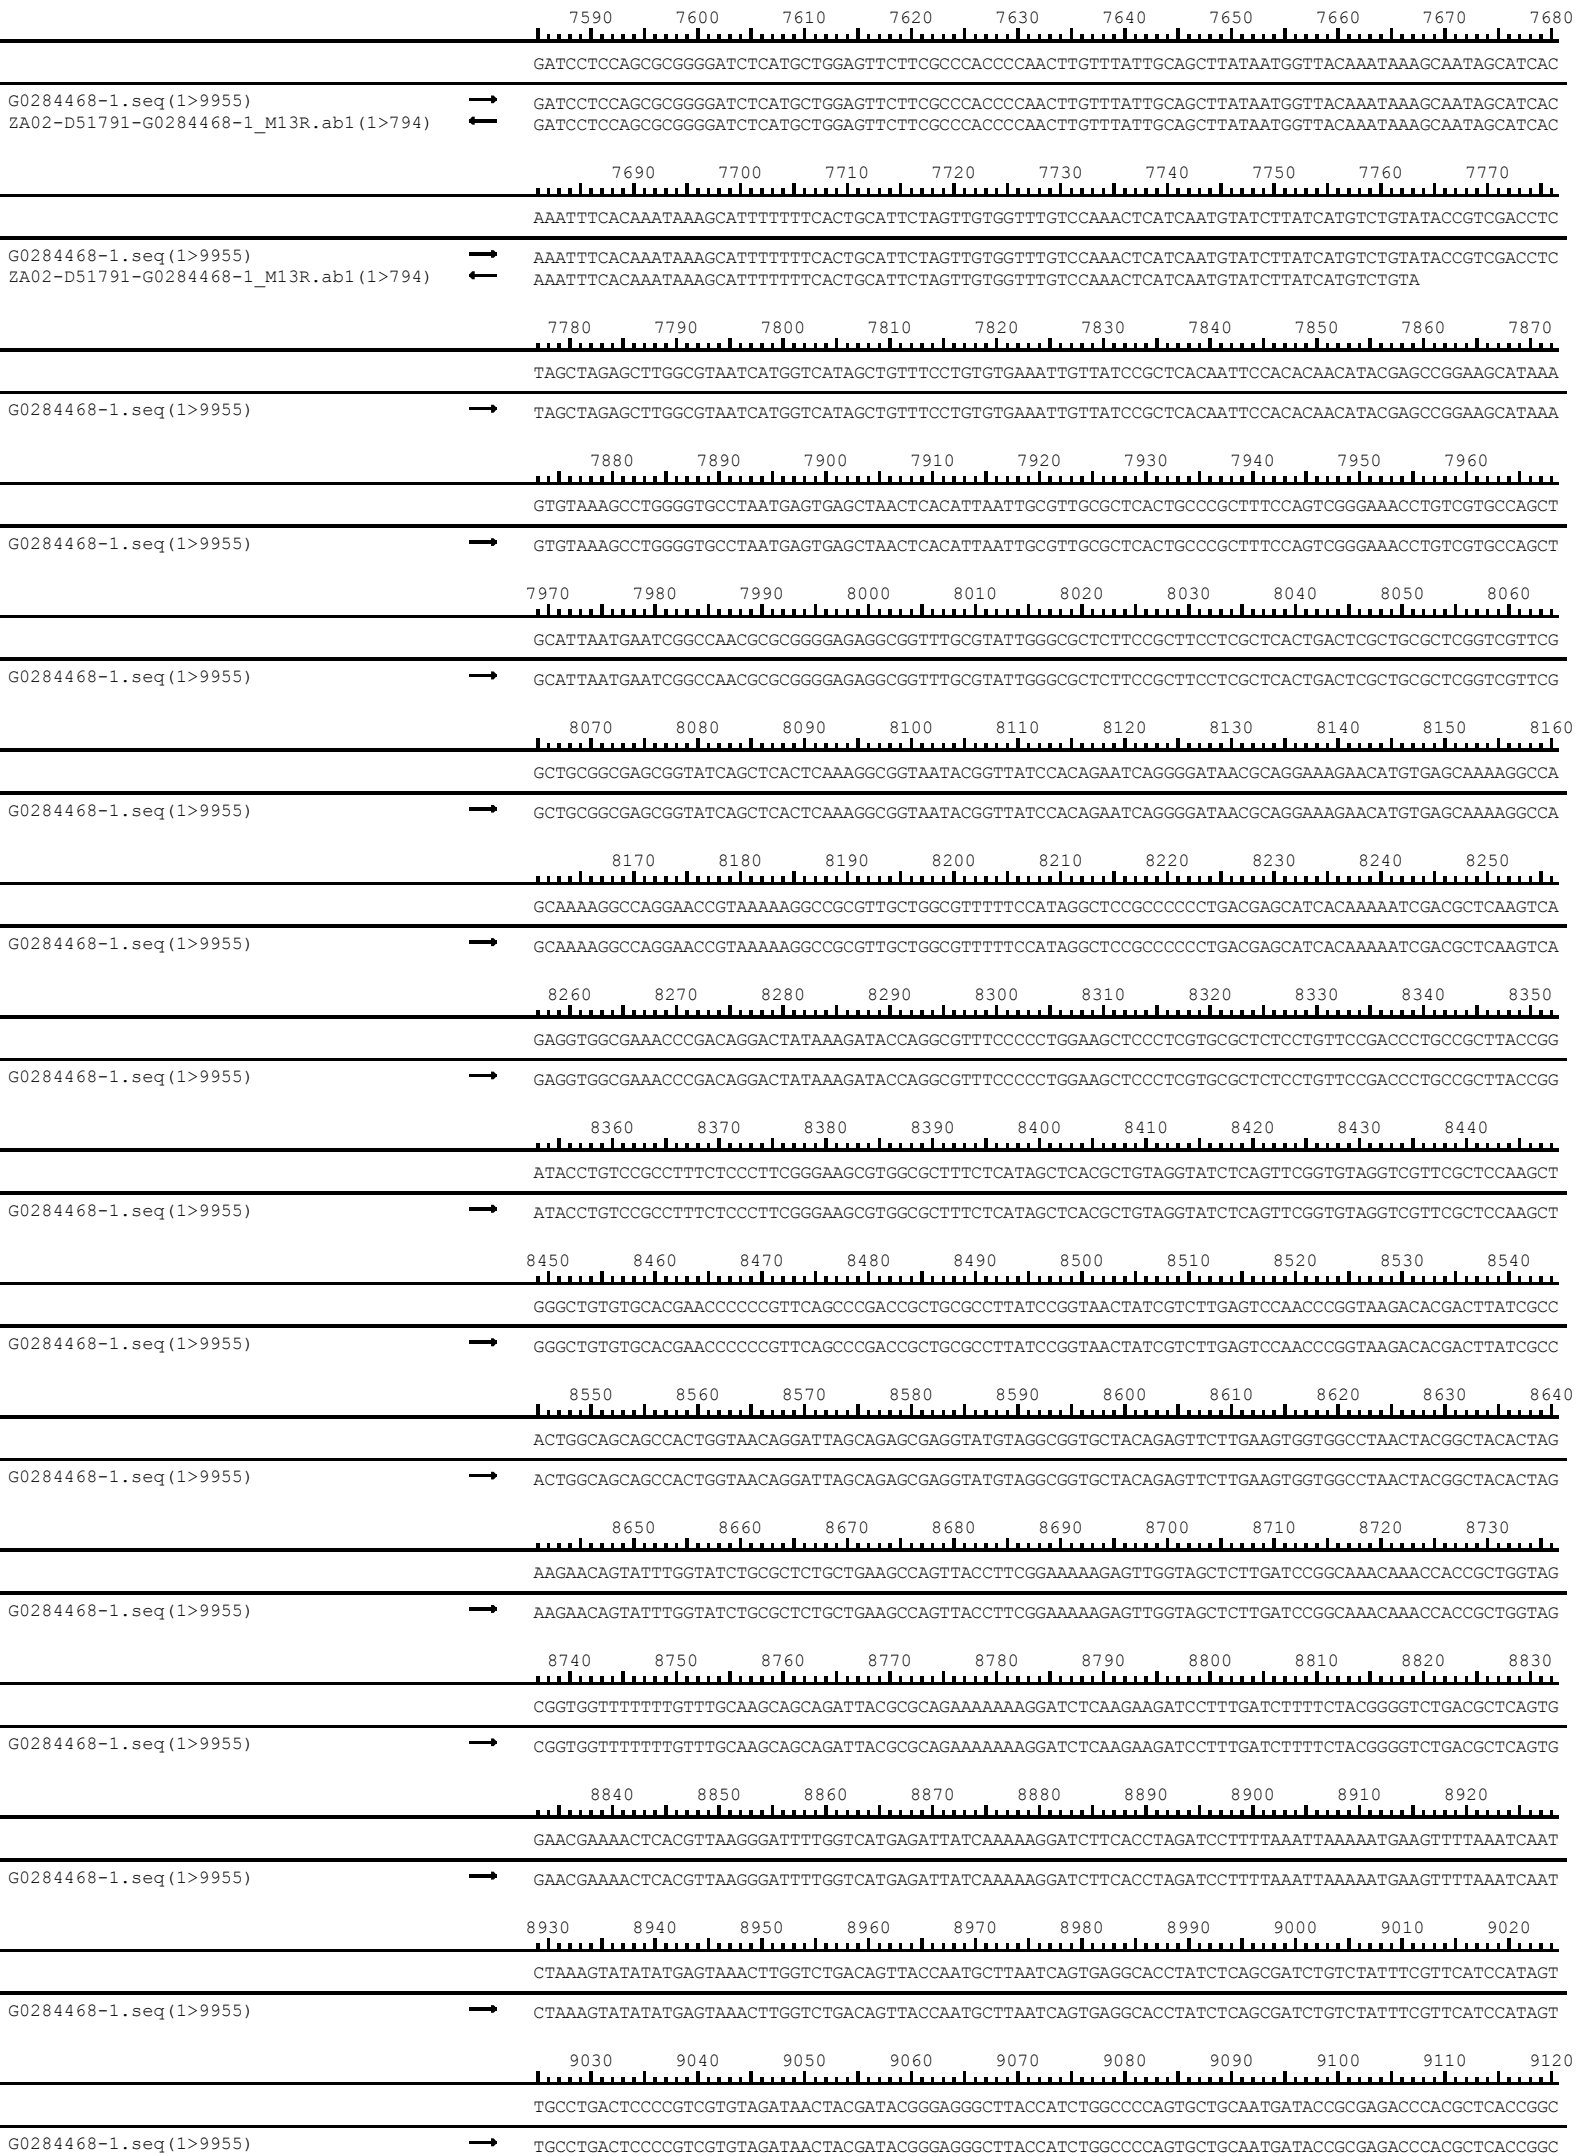 7590 7600 7610 7620 7630 7640 7650 7660 7670 7680
GATCCTCCAGCGCGGGGATCTCATGCTGGAGTTCTTCGCCCACCCCAACTTGTTTATTGCAGCTTATAATGGTTACAAATAAAGCAATAGCATCAC
G0284468-1.seq(1>9955) → GATCCTCCAGCGCGGGGATCTCATGCTGGAGTTCTTCGCCCACCCCAACTTGTTTATTGCAGCTTATAATGGTTACAAATAAAGCAATAGCATCAC
ZA02-D51791-G0284468-1_M13R.ab1(1>794) ← GATCCTCCAGCGCGGGGATCTCATGCTGGAGTTCTTCGCCCACCCCAACTTGTTTATTGCAGCTTATAATGGTTACAAATAAAGCAATAGCATCAC
7690 7700 7710 7720 7730 7740 7750 7760 7770
AAATTTCACAAATAAAGCATTTTTTTCACTGCATTCTAGTTGTGGTTTGTCCAAACTCATCAATGTATCTTATCATGTCTGTATACCGTCGACCTC
G0284468-1.seq(1>9955) → AAATTTCACAAATAAAGCATTTTTTTCACTGCATTCTAGTTGTGGTTTGTCCAAACTCATCAATGTATCTTATCATGTCTGTATACCGTCGACCTC
ZA02-D51791-G0284468-1_M13R.ab1(1>794) ← AAATTTCACAAATAAAGCATTTTTTTCACTGCATTCTAGTTGTGGTTTGTCCAAACTCATCAATGTATCTTATCATGTCTGTA
7780 7790 7800 7810 7820 7830 7840 7850 7860 7870
TAGCTAGAGCTTGGCGTAATCATGGTCATAGCTGTTTCCTGTGTGAAATTGTTATCCGCTCACAATTCCACACAACATACGAGCCGGAAGCATAAA
G0284468-1.seq(1>9955) → TAGCTAGAGCTTGGCGTAATCATGGTCATAGCTGTTTCCTGTGTGAAATTGTTATCCGCTCACAATTCCACACAACATACGAGCCGGAAGCATAAA
7880 7890 7900 7910 7920 7930 7940 7950 7960
GTGTAAAGCCTGGGGTGCCTAATGAGTGAGCTAACTCACATTAATTGCGTTGCGCTCACTGCCCGCTTTCCAGTCGGGAAACCTGTCGTGCCAGCT
G0284468-1.seq(1>9955) → GTGTAAAGCCTGGGGTGCCTAATGAGTGAGCTAACTCACATTAATTGCGTTGCGCTCACTGCCCGCTTTCCAGTCGGGAAACCTGTCGTGCCAGCT
7970 7980 7990 8000 8010 8020 8030 8040 8050 8060
GCATTAATGAATCGGCCAACGCGCGGGGAGAGGCGGTTTGCGTATTGGGCGCTCTTCCGCTTCCTCGCTCACTGACTCGCTGCGCTCGGTCGTTCG
G0284468-1.seq(1>9955) → GCATTAATGAATCGGCCAACGCGCGGGGAGAGGCGGTTTGCGTATTGGGCGCTCTTCCGCTTCCTCGCTCACTGACTCGCTGCGCTCGGTCGTTCG
8070 8080 8090 8100 8110 8120 8130 8140 8150 8160
GCTGCGGCGAGCGGTATCAGCTCACTCAAAGGCGGTAATACGGTTATCCACAGAATCAGGGGATAACGCAGGAAAGAACATGTGAGCAAAAGGCCA
G0284468-1.seq(1>9955) → GCTGCGGCGAGCGGTATCAGCTCACTCAAAGGCGGTAATACGGTTATCCACAGAATCAGGGGATAACGCAGGAAAGAACATGTGAGCAAAAGGCCA
8170 8180 8190 8200 8210 8220 8230 8240 8250
GCAAAAGGCCAGGAACCGTAAAAAGGCCGCGTTGCTGGCGTTTTTCCATAGGCTCCGCCCCCCTGACGAGCATCACAAAAATCGACGCTCAAGTCA
G0284468-1.seq(1>9955) → GCAAAAGGCCAGGAACCGTAAAAAGGCCGCGTTGCTGGCGTTTTTCCATAGGCTCCGCCCCCCTGACGAGCATCACAAAAATCGACGCTCAAGTCA
8260 8270 8280 8290 8300 8310 8320 8330 8340 8350
GAGGTGGCGAAACCCGACAGGACTATAAAGATACCAGGCGTTTCCCCCTGGAAGCTCCCTCGTGCGCTCTCCTGTTCCGACCCTGCCGCTTACCGG
G0284468-1.seq(1>9955) → GAGGTGGCGAAACCCGACAGGACTATAAAGATACCAGGCGTTTCCCCCTGGAAGCTCCCTCGTGCGCTCTCCTGTTCCGACCCTGCCGCTTACCGG
8360 8370 8380 8390 8400 8410 8420 8430 8440
ATACCTGTCCGCCTTTCTCCCTTCGGGAAGCGTGGCGCTTTCTCATAGCTCACGCTGTAGGTATCTCAGTTCGGTGTAGGTCGTTCGCTCCAAGCT
G0284468-1.seq(1>9955) → ATACCTGTCCGCCTTTCTCCCTTCGGGAAGCGTGGCGCTTTCTCATAGCTCACGCTGTAGGTATCTCAGTTCGGTGTAGGTCGTTCGCTCCAAGCT
8450 8460 8470 8480 8490 8500 8510 8520 8530 8540
GGGCTGTGTGCACGAACCCCCCGTTCAGCCCGACCGCTGCGCCTTATCCGGTAACTATCGTCTTGAGTCCAACCCGGTAAGACACGACTTATCGCC
G0284468-1.seq(1>9955) → GGGCTGTGTGCACGAACCCCCCGTTCAGCCCGACCGCTGCGCCTTATCCGGTAACTATCGTCTTGAGTCCAACCCGGTAAGACACGACTTATCGCC
8550 8560 8570 8580 8590 8600 8610 8620 8630 8640
ACTGGCAGCAGCCACTGGTAACAGGATTAGCAGAGCGAGGTATGTAGGCGGTGCTACAGAGTTCTTGAAGTGGTGGCCTAACTACGGCTACACTAG
G0284468-1.seq(1>9955) → ACTGGCAGCAGCCACTGGTAACAGGATTAGCAGAGCGAGGTATGTAGGCGGTGCTACAGAGTTCTTGAAGTGGTGGCCTAACTACGGCTACACTAG
8650 8660 8670 8680 8690 8700 8710 8720 8730
AAGAACAGTATTTGGTATCTGCGCTCTGCTGAAGCCAGTTACCTTCGGAAAAAGAGTTGGTAGCTCTTGATCCGGCAAACAAACCACCGCTGGTAG
G0284468-1.seq(1>9955) → AAGAACAGTATTTGGTATCTGCGCTCTGCTGAAGCCAGTTACCTTCGGAAAAAGAGTTGGTAGCTCTTGATCCGGCAAACAAACCACCGCTGGTAG
8740 8750 8760 8770 8780 8790 8800 8810 8820 8830
CGGTGGTTTTTTTGTTTGCAAGCAGCAGATTACGCGCAGAAAAAAAGGATCTCAAGAAGATCCTTTGATCTTTTCTACGGGGTCTGACGCTCAGTG
G0284468-1.seq(1>9955) → CGGTGGTTTTTTTGTTTGCAAGCAGCAGATTACGCGCAGAAAAAAAGGATCTCAAGAAGATCCTTTGATCTTTTCTACGGGGTCTGACGCTCAGTG
8840 8850 8860 8870 8880 8890 8900 8910 8920
GAACGAAAACTCACGTTAAGGGATTTTGGTCATGAGATTATCAAAAAGGATCTTCACCTAGATCCTTTTAAATTAAAAATGAAGTTTTAAATCAAT
G0284468-1.seq(1>9955) → GAACGAAAACTCACGTTAAGGGATTTTGGTCATGAGATTATCAAAAAGGATCTTCACCTAGATCCTTTTAAATTAAAAATGAAGTTTTAAATCAAT
8930 8940 8950 8960 8970 8980 8990 9000 9010 9020
CTAAAGTATATATGAGTAAACTTGGTCTGACAGTTACCAATGCTTAATCAGTGAGGCACCTATCTCAGCGATCTGTCTATTTCGTTCATCCATAGT
G0284468-1.seq(1>9955) → CTAAAGTATATATGAGTAAACTTGGTCTGACAGTTACCAATGCTTAATCAGTGAGGCACCTATCTCAGCGATCTGTCTATTTCGTTCATCCATAGT
9030 9040 9050 9060 9070 9080 9090 9100 9110 9120
TGCCTGACTCCCCGTCGTGTAGATAACTACGATACGGGAGGGCTTACCATCTGGCCCCAGTGCTGCAATGATACCGCGAGACCCACGCTCACCGGC
G0284468-1.seq(1>9955) → TGCCTGACTCCCCGTCGTGTAGATAACTACGATACGGGAGGGCTTACCATCTGGCCCCAGTGCTGCAATGATACCGCGAGACCCACGCTCACCGGC